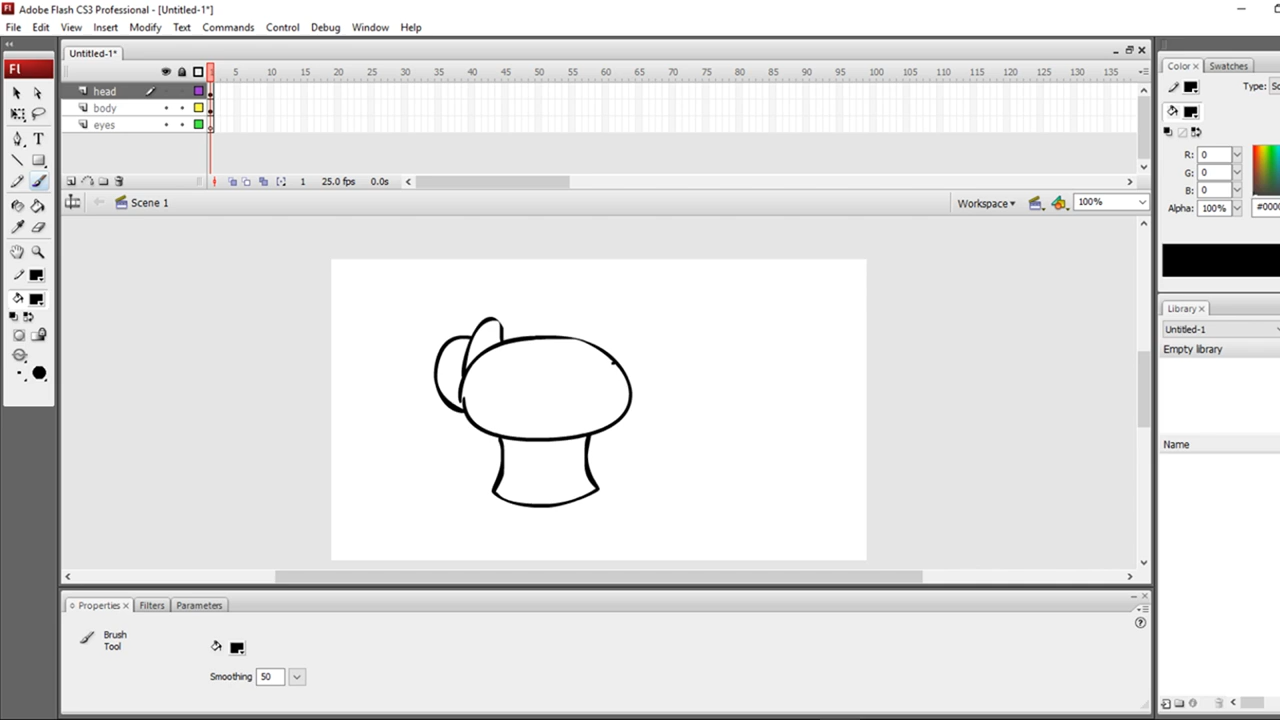 Fl Adobe Flash CS3 Professional - [Untitled-1*]
File Edit View Insert Modify Text Commands Control Debug Window Help
Untitled-1*
Fl
5 10 15 20 25 30 35 40 45 50 55 60 65 70 75 80 85 90 95 100 105 110 115 120 125 130 135
head
body
eyes
1 25.0 fps 0.0s
Scene 1
Workspace
100%
Color Swatches
Type:
R: 0
G: 0
B: 0
Alpha: 100%
#000
Library
Untitled-1
Empty library
Name
Properties Filters Parameters
Brush
Tool
Smoothing 50